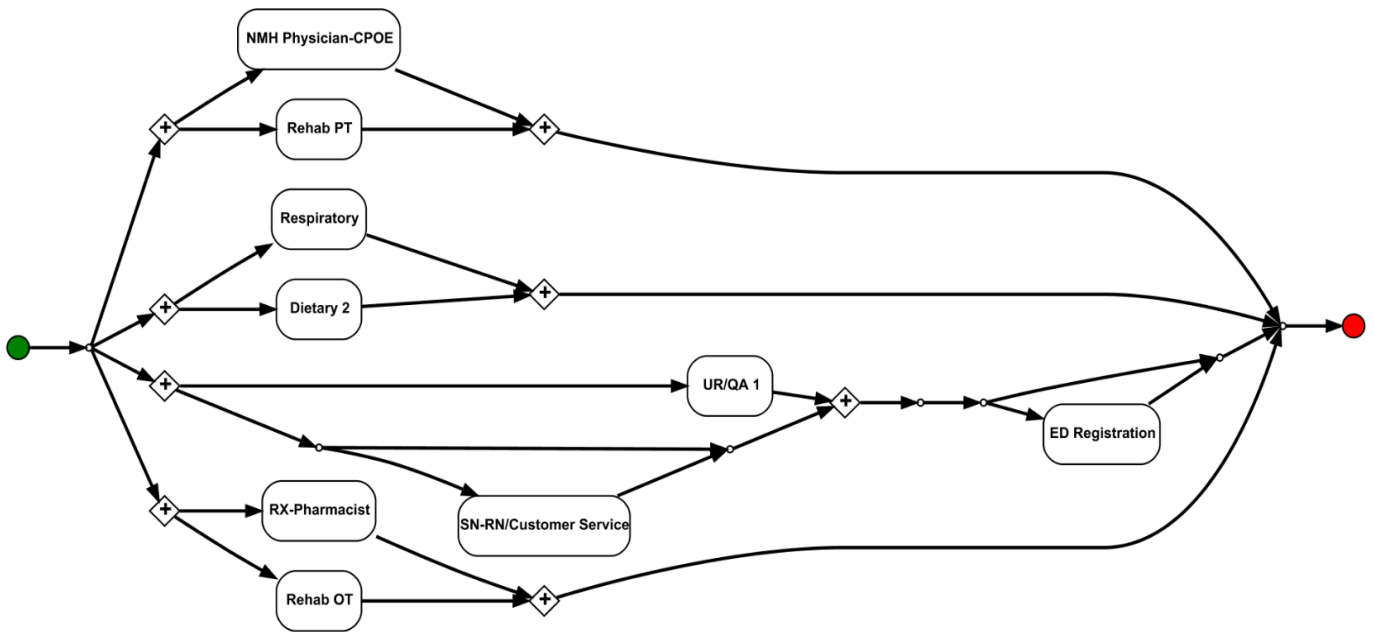 NMH Physician-CPOE
Rehab PT
Respiratory
Dietary 2
UR/QA 1
ED Registration
RX-Pharmacist
SN-RN/Customer Service
Rehab OT